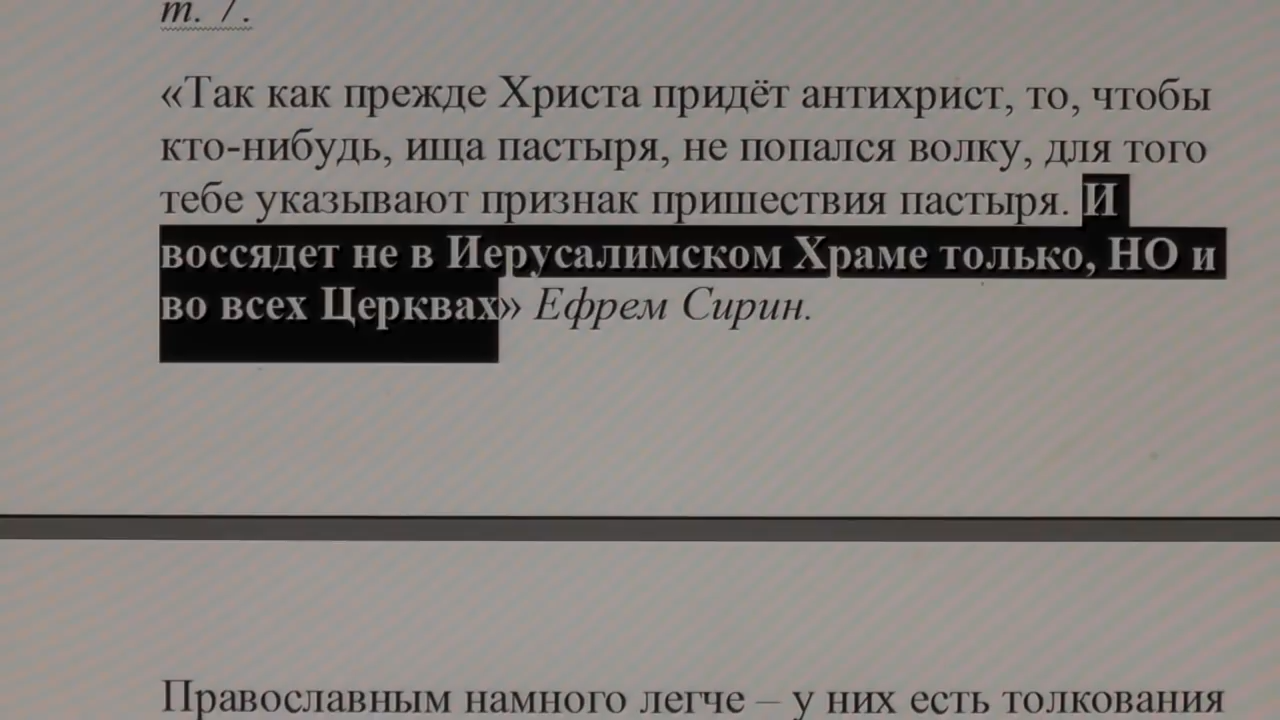 т. 7.
«Так как прежде Христа придёт антихрист, то, чтобы
кто-нибудь, ища пастыря, не попался волку, для того
тебе указывают признак пришествия пастыря. И
воссядет не в Иерусалимском Храме только, НО и
во всех Церквах» Ефрем Сирин.
Православным намного легче – у них есть толкования